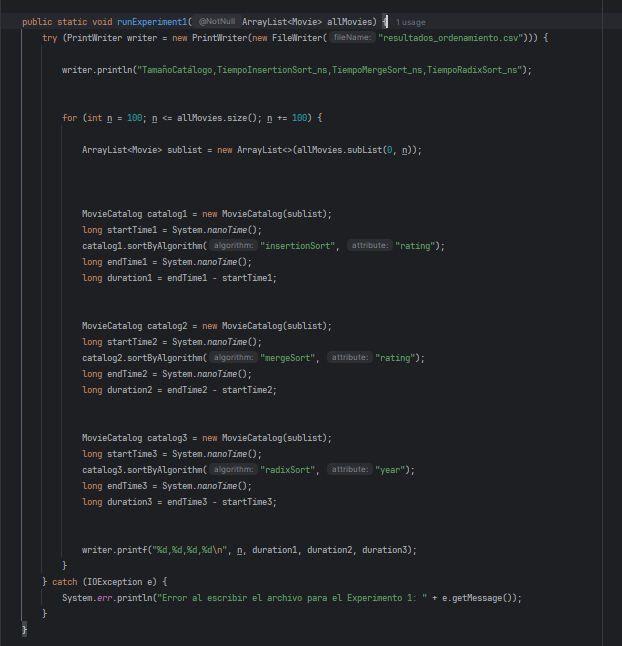 public static void runExperiment1( @NotNull ArrayList<Movie> allMovies) { 1 usage
try (PrintWriter writer = new PrintWriter(new FileWriter( fileName: "resultados_ordenamiento.csv"))) {
writer.println("TamañoCatálogo,TiempoInsertionSort_ns,TiempoMergeSort_ns,TiempoRadixSort_ns");
for (int n = 100; n <= allMovies.size(); n += 100) {
ArrayList<Movie> sublist = new ArrayList<>(allMovies.subList(0, n));
MovieCatalog catalog1 = new MovieCatalog(sublist);
long startTime1 = System.nanoTime();
catalog1.sortByAlgorithm( algorithm: "insertionSort", attribute: "rating");
long endTime1 = System.nanoTime();
long duration1 = endTime1 - startTime1;
MovieCatalog catalog2 = new MovieCatalog(sublist);
long startTime2 = System.nanoTime();
catalog2.sortByAlgorithm( algorithm: "mergeSort", attribute: "rating");
long endTime2 = System.nanoTime();
long duration2 = endTime2 - startTime2;
MovieCatalog catalog3 = new MovieCatalog(sublist);
long startTime3 = System.nanoTime();
catalog3.sortByAlgorithm( algorithm: "radixSort", attribute: "year");
long endTime3 = System.nanoTime();
long duration3 = endTime3 - startTime3;
writer.printf("%d,%d,%d,%d\n", n, duration1, duration2, duration3);
}
} catch (IOException e) {
System.err.println("Error al escribir el archivo para el Experimento 1: " + e.getMessage());
}
}